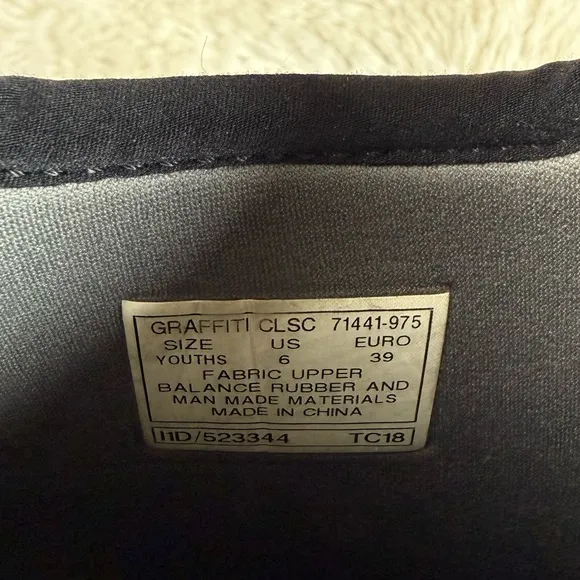 GRAFFITI CLSC 71441-975
SIZE US EURO
YOUTHS 6 39
FABRIC UPPER
BALANCE RUBBER AND
MAN MADE MATERIALS
MADE IN CHINA
I1D/523344 TC18